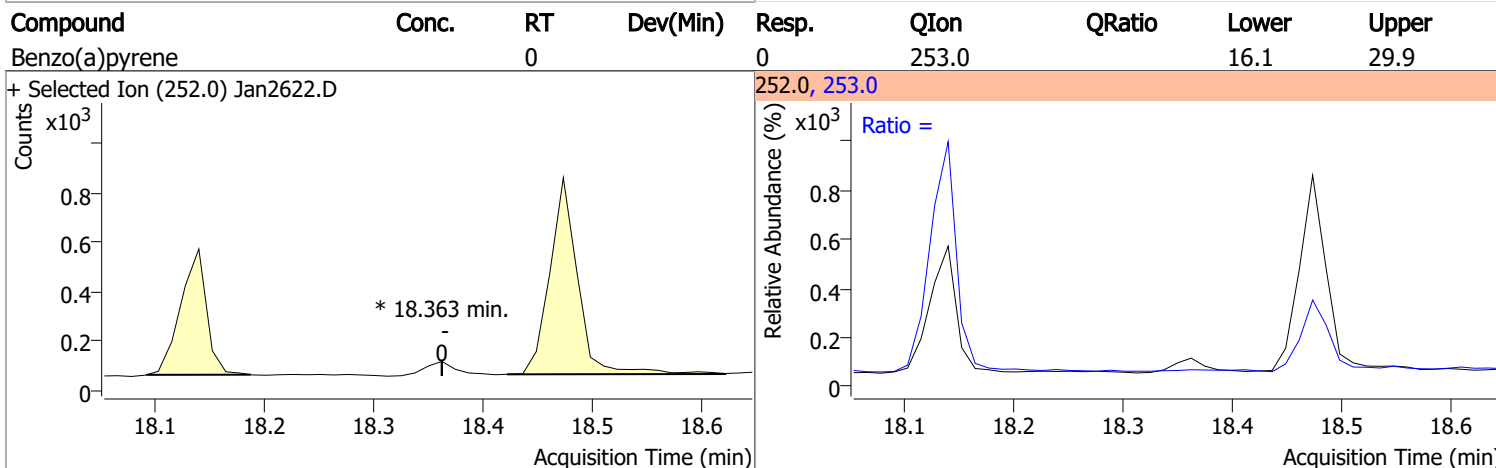 Compound Conc. RT Dev(Min) Resp. QIon QRatio Lower Upper
Benzo(a)pyrene 0 0 253.0 16.1 29.9
+ Selected Ion (252.0) Jan2622.D
Counts
x10³
0.8
0.6
0.4
0.2
0
* 18.363 min.
-
0
18.1 18.2 18.3 18.4 18.5 18.6
Acquisition Time (min)
252.0, 253.0
Relative Abundance (%)
x10³
Ratio =
0.8
0.6
0.4
0.2
0
18.1 18.2 18.3 18.4 18.5 18.6
Acquisition Time (min)